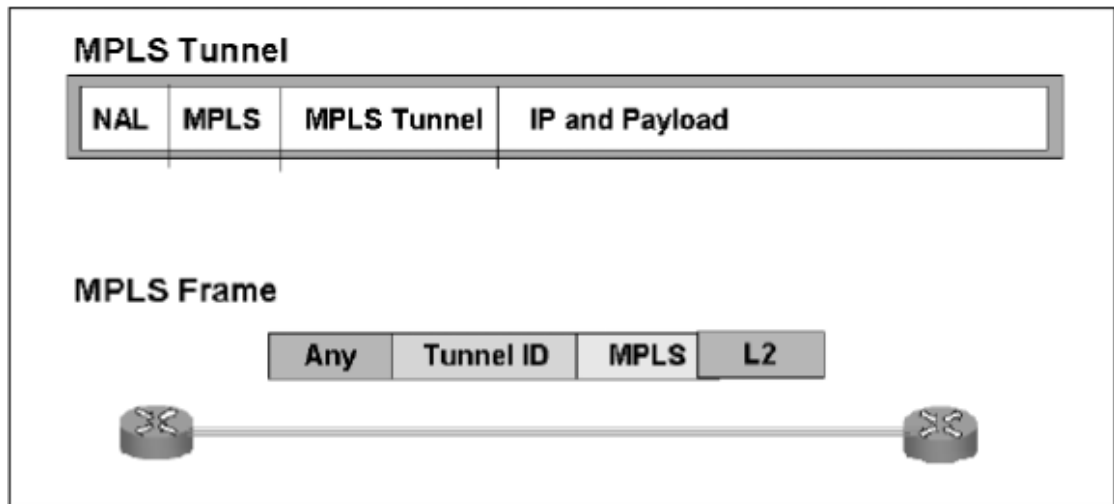 MPLS Tunnel
NAL MPLS MPLS Tunnel IP and Payload
MPLS Frame
Any Tunnel ID MPLS L2